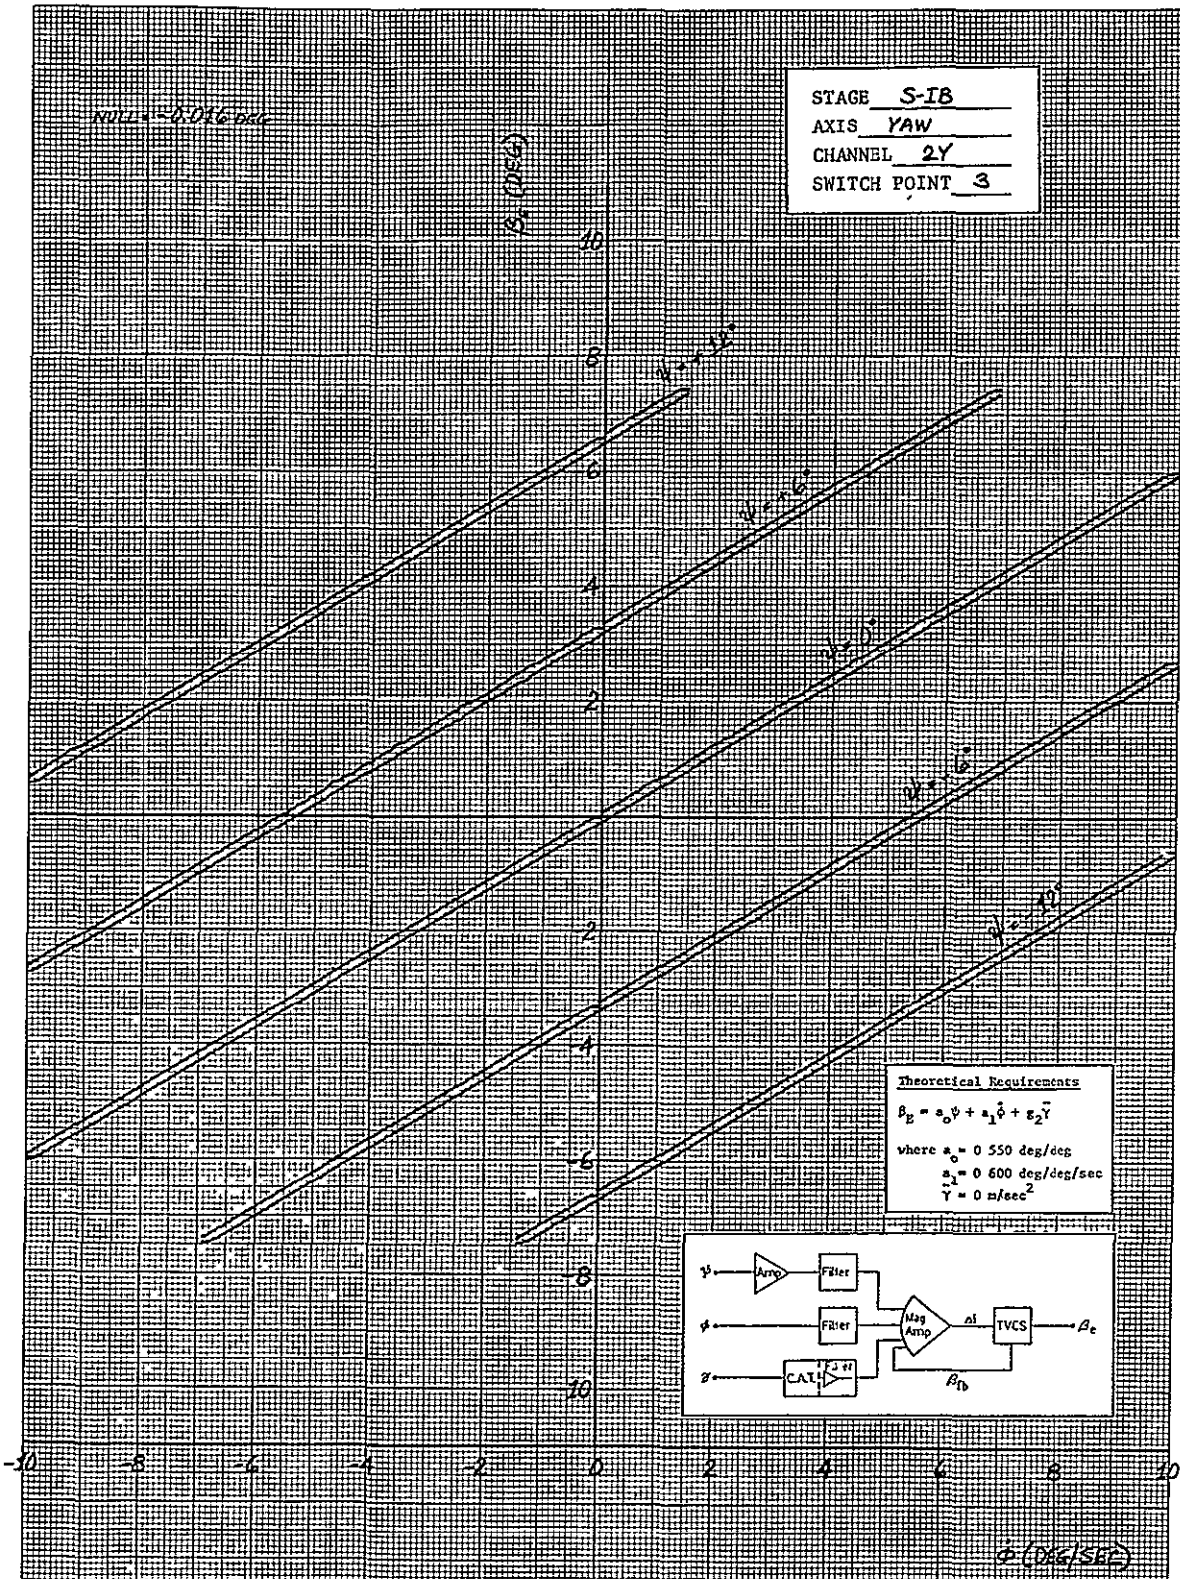 NULL = -0.016 DEG
STAGE S-IB
AXIS YAW
CHANNEL 2Y
SWITCH POINT 3
βE (DEG)
10
8
6
4
2
-2
-4
-6
-8
-10
ψ = +12°
ψ = +6°
ψ = 0°
ψ = -6°
ψ = -12°
Theoretical Requirements
βE = a₀ψ + a₁φ̇ + g₂γ̈
where a₀ = 0 550 deg/deg
a₁ = 0 600 deg/deg/sec
γ̈ = 0 m/sec²
ψ Amp Filter
φ̇ Filter Mag Amp Δi TVCS βe
C.A.T.
βfb
-10 -8 -6 -4 -2 0 2 4 6 8 10
φ̇ (DEG/SEC)